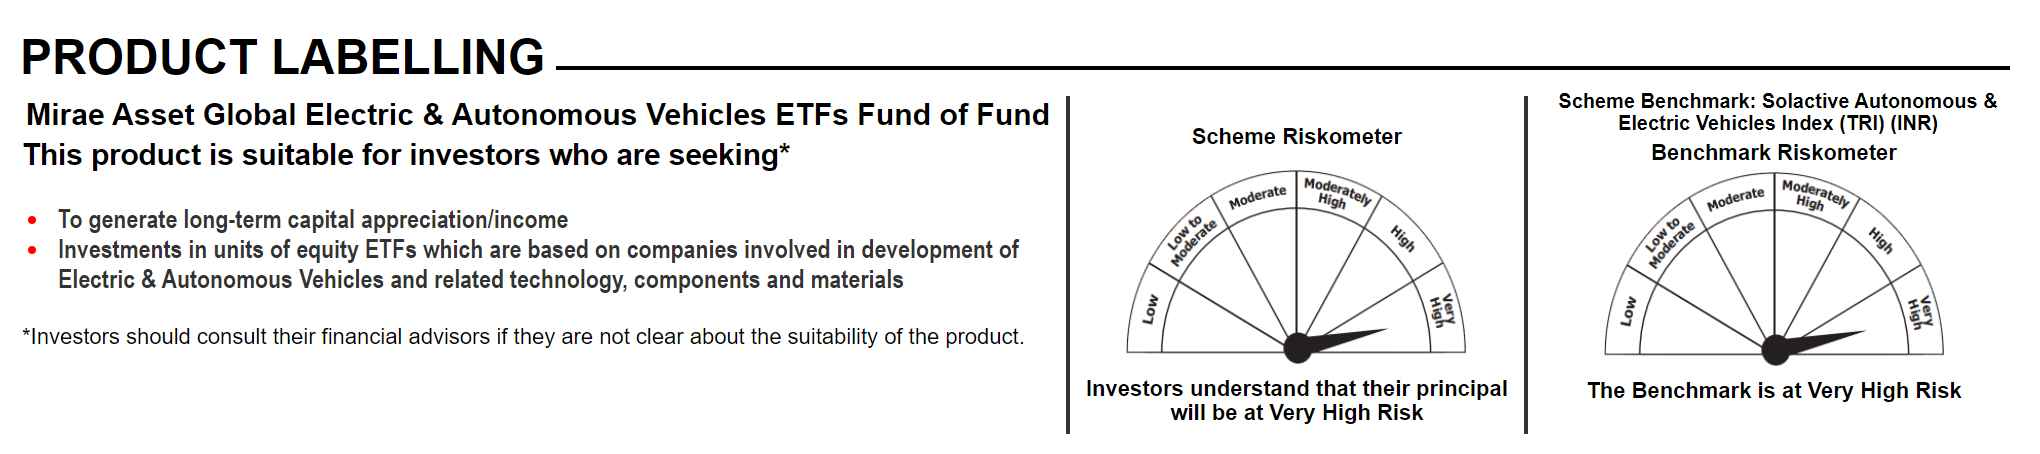 PRODUCT LABELLING
Mirae Asset Global Electric & Autonomous Vehicles ETFs Fund of Fund
This product is suitable for investors who are seeking*
• To generate long-term capital appreciation/income
• Investments in units of equity ETFs which are based on companies involved in development of
Electric & Autonomous Vehicles and related technology, components and materials
*Investors should consult their financial advisors if they are not clear about the suitability of the product.
Scheme Riskometer
Low
Low to
Moderate
Moderate
Moderately
High
High
Very
High
Investors understand that their principal
will be at Very High Risk
Scheme Benchmark: Solactive Autonomous &
Electric Vehicles Index (TRI) (INR)
Benchmark Riskometer
Low
Low to
Moderate
Moderate
Moderately
High
High
Very
High
The Benchmark is at Very High Risk